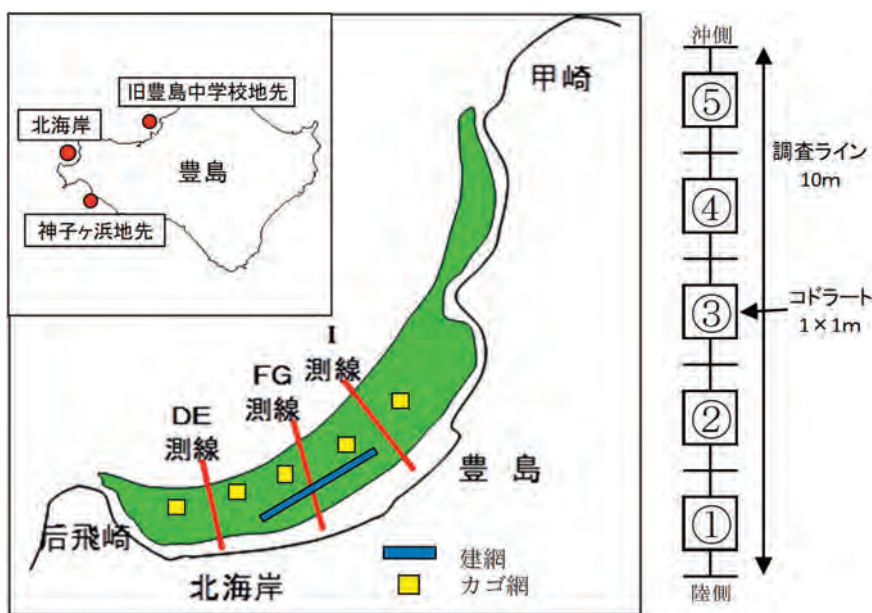 旧豊島中学校地先
北海岸
豊島
神子ヶ浜地先
甲崎
I
測線
FG
測線
DE
測線
豊島
后飛崎
北海岸
建網
カゴ網
沖側
⑤
④
③
②
①
陸側
調査ライン
10m
コドラート
1×1m